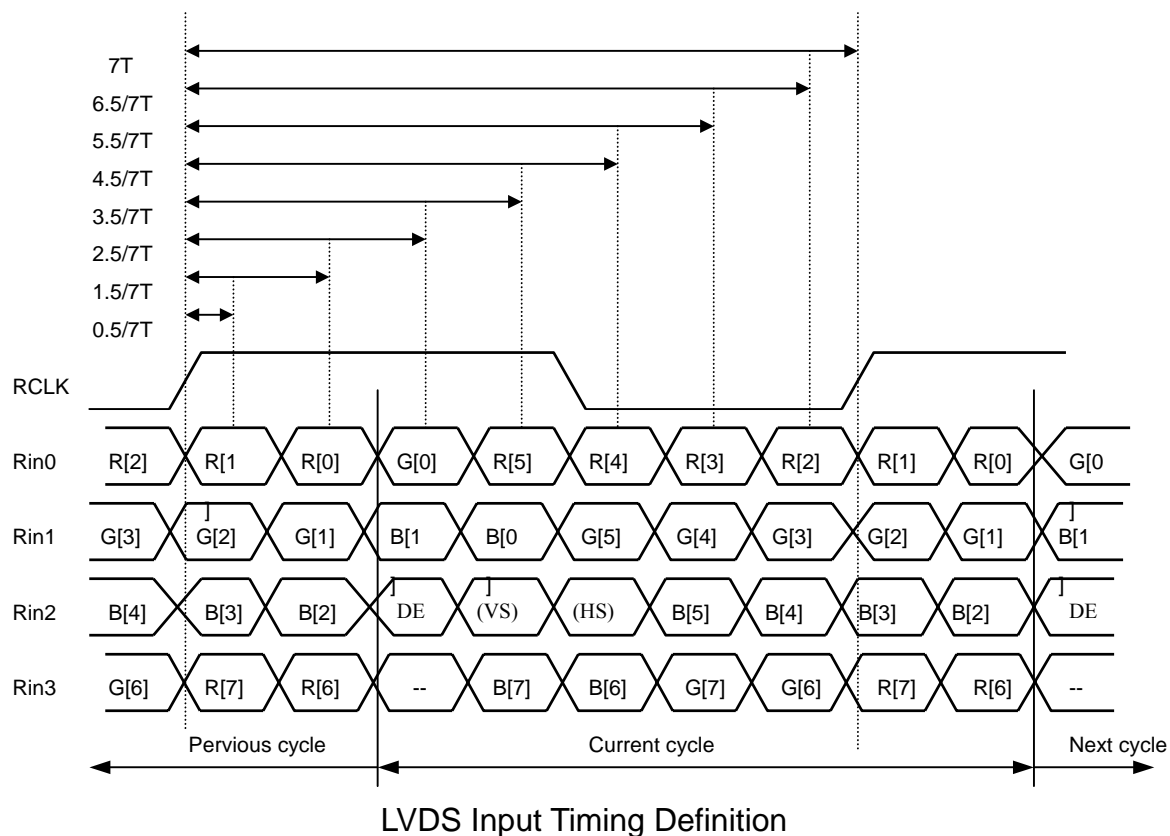 7T
6.5/7T
5.5/7T
4.5/7T
3.5/7T
2.5/7T
1.5/7T
0.5/7T
RCLK
Rin0 R[2] R[1 R[0] G[0] R[5] R[4] R[3] R[2] R[1] R[0] G[0
] ]
Rin1 G[3] G[2] G[1] B[1 B[0 G[5] G[4] G[3] G[2] G[1] B[1
] ] ]
Rin2 B[4] B[3] B[2] DE (VS) (HS) B[5] B[4] B[3] B[2] DE
Rin3 G[6] R[7] R[6] -- B[7] B[6] G[7] G[6] R[7] R[6] --
Pervious cycle Current cycle Next cycle
LVDS Input Timing Definition